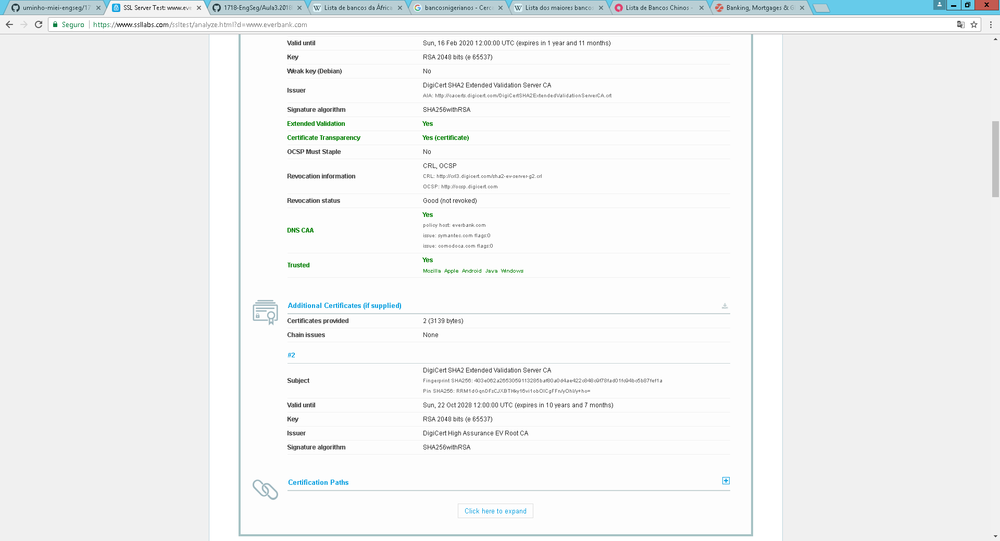 uminho-miei-engseg/17
SSL Server Test: www.eve
1718-EngSeg/Aula3.2018
Lista de bancos da África
bancosnigerianos - Cerca
Lista dos maiores bancos
Lista de Bancos Chinos -
Banking, Mortgages & G
Seguro
https://www.ssllabs.com/ssltest/analyze.html?d=www.everbank.com
Valid until Sun, 16 Feb 2020 12:00:00 UTC (expires in 1 year and 11 months)
Key RSA 2048 bits (e 65537)
Weak key (Debian) No
Issuer DigiCert SHA2 Extended Validation Server CA
AIA: http://cacerts.digicert.com/DigiCertSHA2ExtendedValidationServerCA.crt
Signature algorithm SHA256withRSA
Extended Validation Yes
Certificate Transparency Yes (certificate)
OCSP Must Staple No
Revocation information CRL, OCSP
CRL: http://crl3.digicert.com/sha2-ev-server-g2.crl
OCSP: http://ocsp.digicert.com
Revocation status Good (not revoked)
DNS CAA Yes
policy host: everbank.com
issue: symantec.com flags:0
issue: comodoca.com flags:0
Trusted Yes
Mozilla Apple Android Java Windows
Additional Certificates (if supplied)
Certificates provided 2 (3139 bytes)
Chain issues None
#2
Subject DigiCert SHA2 Extended Validation Server CA
Fingerprint SHA256: 403e062a2653059113285baf80a0d4ae422c848c9f78fad01fc94bc5b87fef1a
Pin SHA256: RRM1dGqnDFsCJXBTHky16vi1obOlCgFFn/yOhI/y+ho=
Valid until Sun, 22 Oct 2028 12:00:00 UTC (expires in 10 years and 7 months)
Key RSA 2048 bits (e 65537)
Issuer DigiCert High Assurance EV Root CA
Signature algorithm SHA256withRSA
Certification Paths
Click here to expand